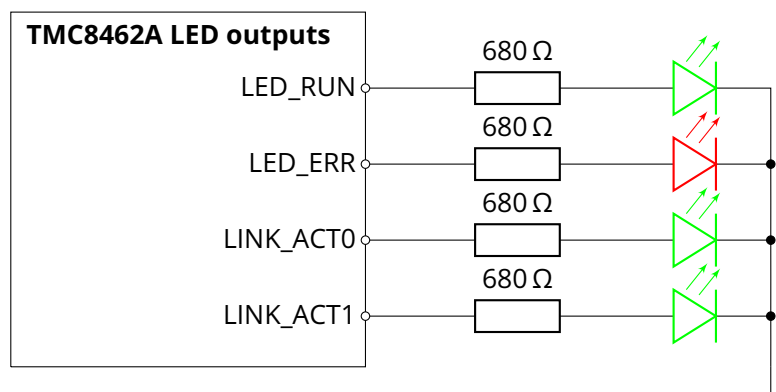 TMC8462A LED outputs
680 Ω
LED_RUN
680 Ω
LED_ERR
680 Ω
LINK_ACT0
680 Ω
LINK_ACT1